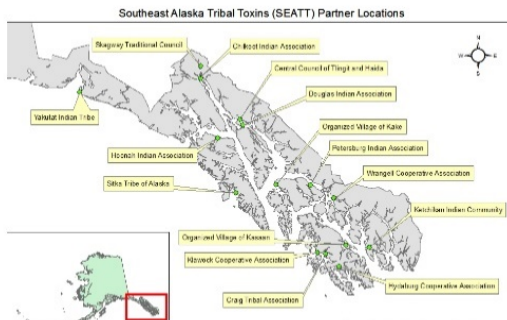 Southeast Alaska Tribal Toxins (SEATT) Partner Locations
Skagway Traditional Council
Chilkoot Indian Association
N
W E
S
Central Council of Tlingit and Haida
Douglas Indian Association
Yakutat Indian Tribe
Organized Village of Kake
Hoonah Indian Association
Petersburg Indian Association
Wrangell Cooperative Association
Sitka Tribe of Alaska
Ketchikan Indian Community
Organized Village of Kasaan
Klawock Cooperative Association
Hydaburg Cooperative Association
Craig Tribal Association